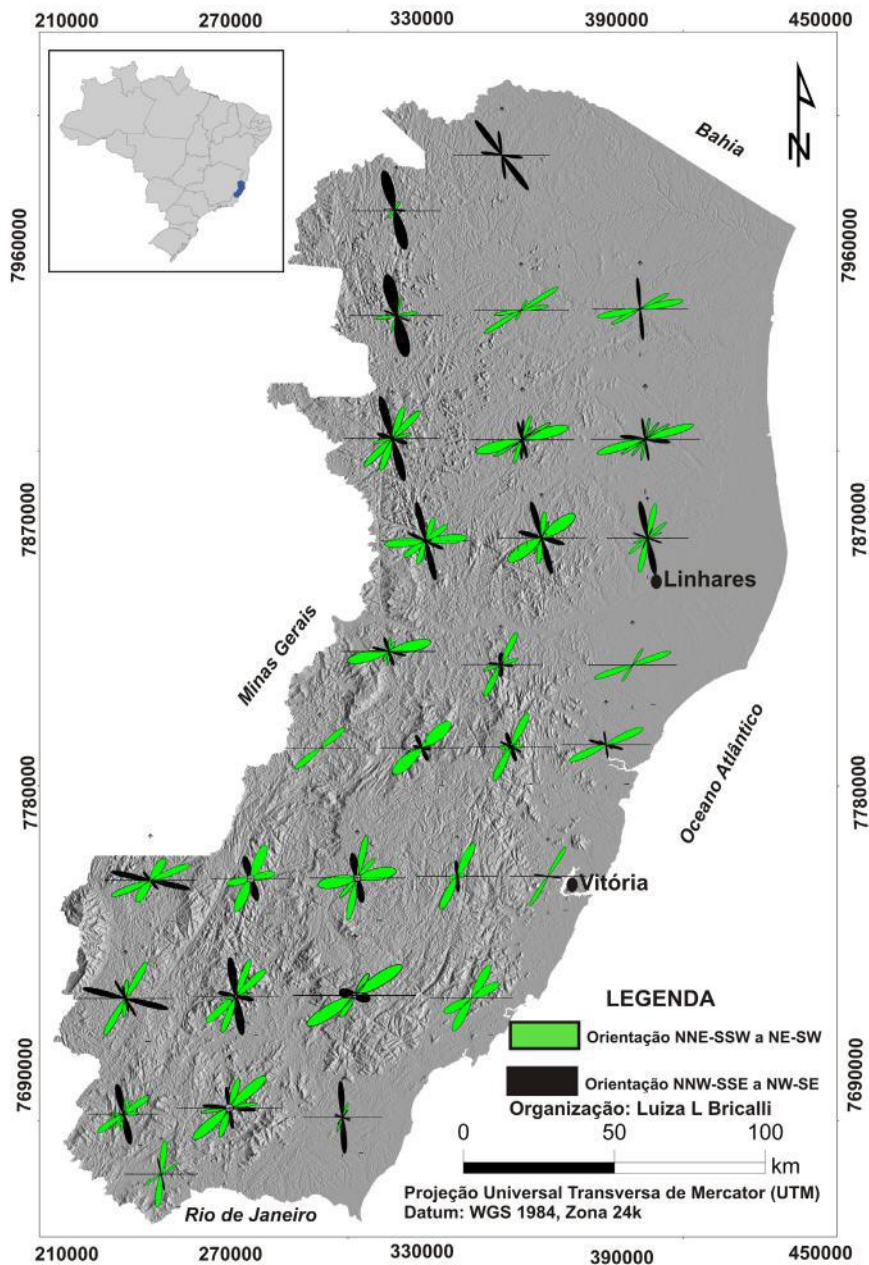 210000 270000 330000 390000 450000
Bahia
N
7960000 7960000
7870000 7870000
Linhares
Minas Gerais
Oceano Atlântico
7780000 7780000
Vitória
LEGENDA
Orientação NNE-SSW a NE-SW
Orientação NNW-SSE a NW-SE
7690000 7690000
Organização: Luiza L Bricalli
0 50 100
km
Projeção Universal Transversa de Mercator (UTM)
Datum: WGS 1984, Zona 24k
Rio de Janeiro
210000 270000 330000 390000 450000